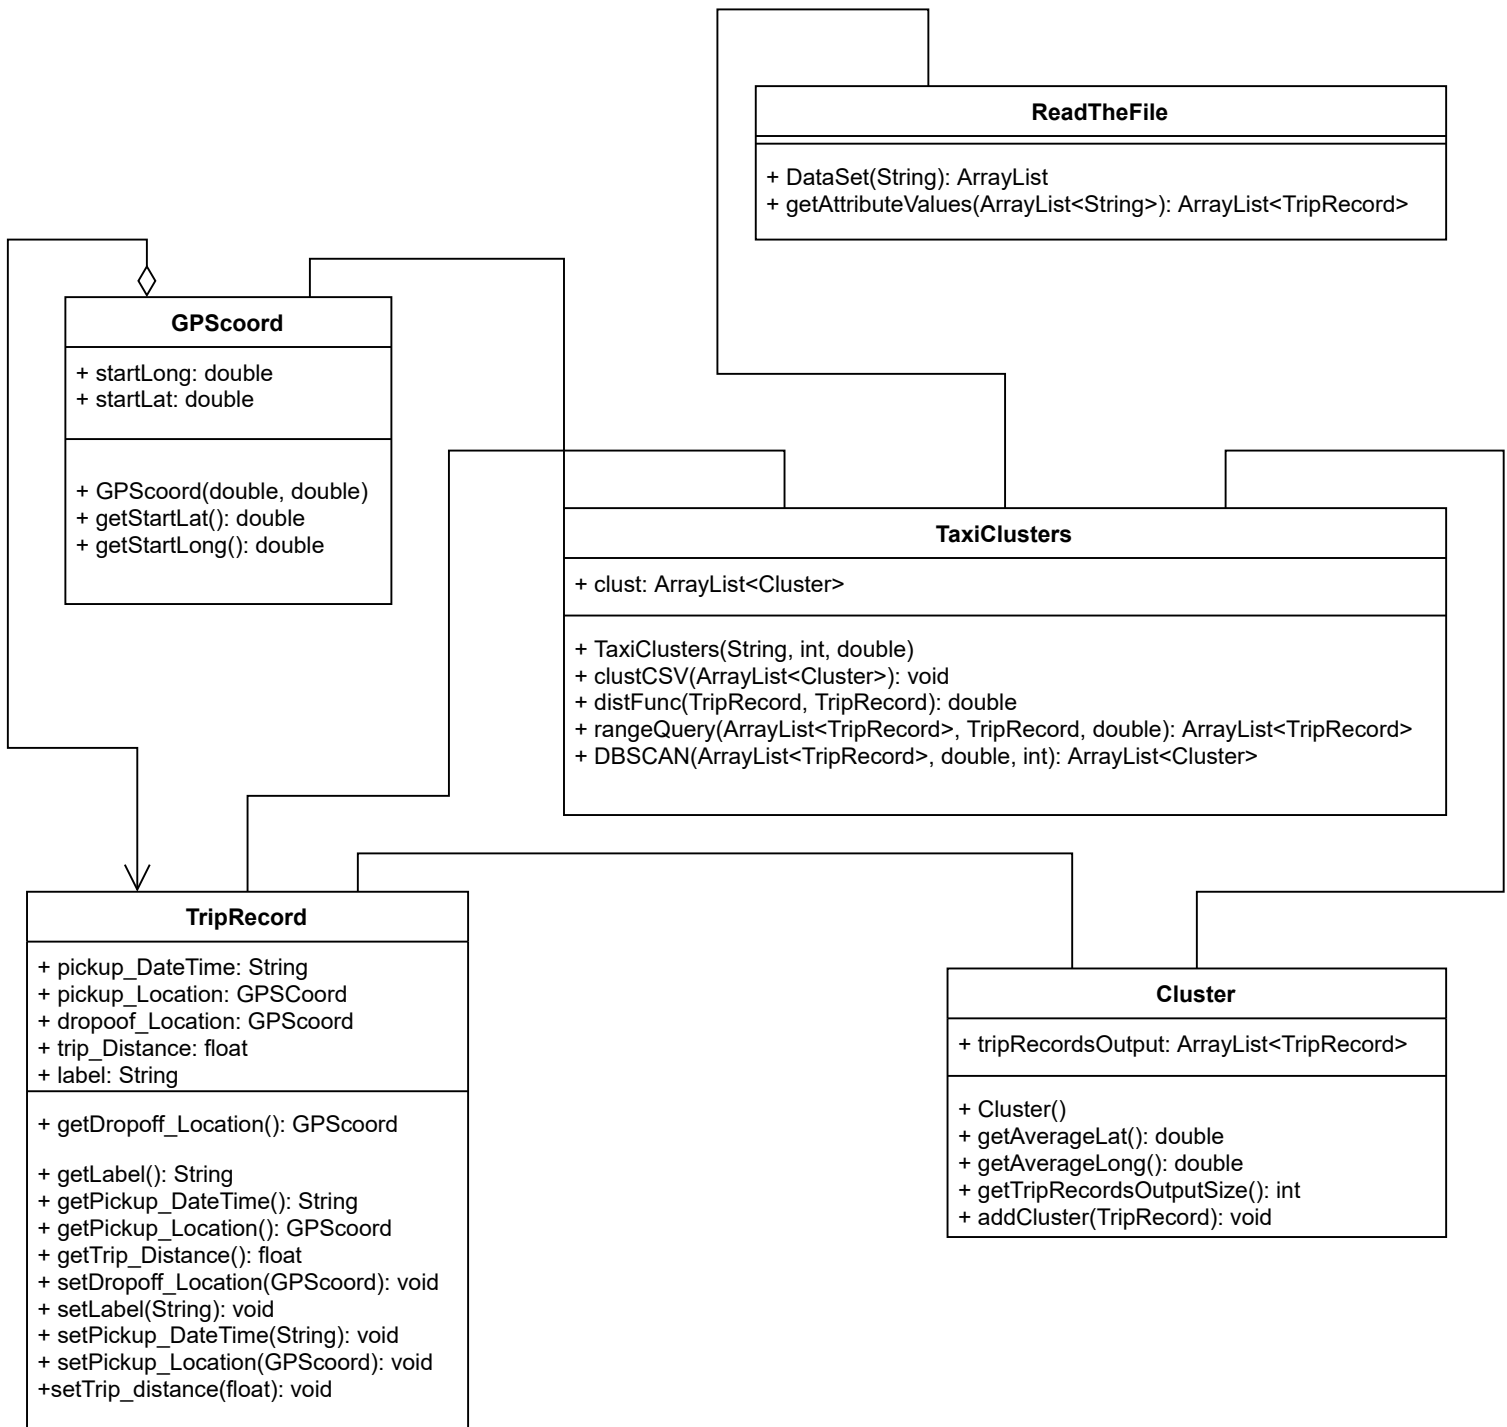 ReadTheFile
+ DataSet(String): ArrayList
+ getAttributeValues(ArrayList<String>): ArrayList<TripRecord>
GPScoord
+ startLong: double
+ startLat: double
+ GPScoord(double, double)
+ getStartLat(): double
+ getStartLong(): double
TaxiClusters
+ clust: ArrayList<Cluster>
+ TaxiClusters(String, int, double)
+ clustCSV(ArrayList<Cluster>): void
+ distFunc(TripRecord, TripRecord): double
+ rangeQuery(ArrayList<TripRecord>, TripRecord, double): ArrayList<TripRecord>
+ DBSCAN(ArrayList<TripRecord>, double, int): ArrayList<Cluster>
TripRecord
+ pickup_DateTime: String
+ pickup_Location: GPSCoord
+ dropoof_Location: GPScoord
+ trip_Distance: float
+ label: String
+ getDropoff_Location(): GPScoord
+ getLabel(): String
+ getPickup_DateTime(): String
+ getPickup_Location(): GPScoord
+ getTrip_Distance(): float
+ setDropoff_Location(GPScoord): void
+ setLabel(String): void
+ setPickup_DateTime(String): void
+ setPickup_Location(GPScoord): void
+setTrip_distance(float): void
Cluster
+ tripRecordsOutput: ArrayList<TripRecord>
+ Cluster()
+ getAverageLat(): double
+ getAverageLong(): double
+ getTripRecordsOutputSize(): int
+ addCluster(TripRecord): void